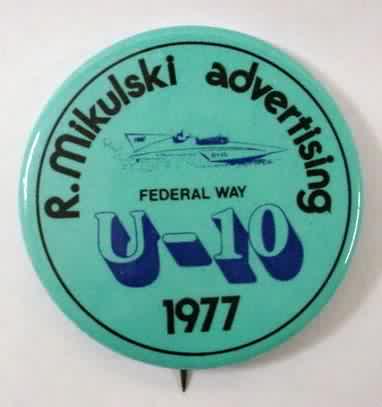 R. Mikulski advertising
FEDERAL WAY
U-10
1977